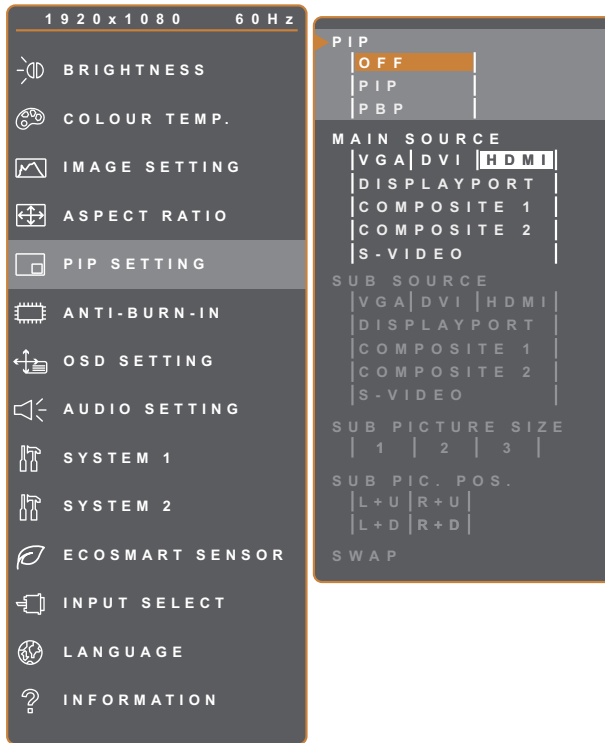 1920x1080 60Hz
BRIGHTNESS
COLOUR TEMP.
IMAGE SETTING
ASPECT RATIO
PIP SETTING
ANTI-BURN-IN
OSD SETTING
AUDIO SETTING
SYSTEM 1
SYSTEM 2
ECOSMART SENSOR
INPUT SELECT
LANGUAGE
INFORMATION
PIP
OFF
PIP
PBP
MAIN SOURCE
VGA DVI HDMI
DISPLAYPORT
COMPOSITE 1
COMPOSITE 2
S-VIDEO
SUB SOURCE
VGA DVI HDMI
DISPLAYPORT
COMPOSITE 1
COMPOSITE 2
S-VIDEO
SUB PICTURE SIZE
1 2 3
SUB PIC. POS.
L+U R+U
L+D R+D
SWAP